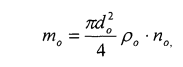 m_o = \frac{\pi d_o^2}{4} \rho_o \cdot n_o,